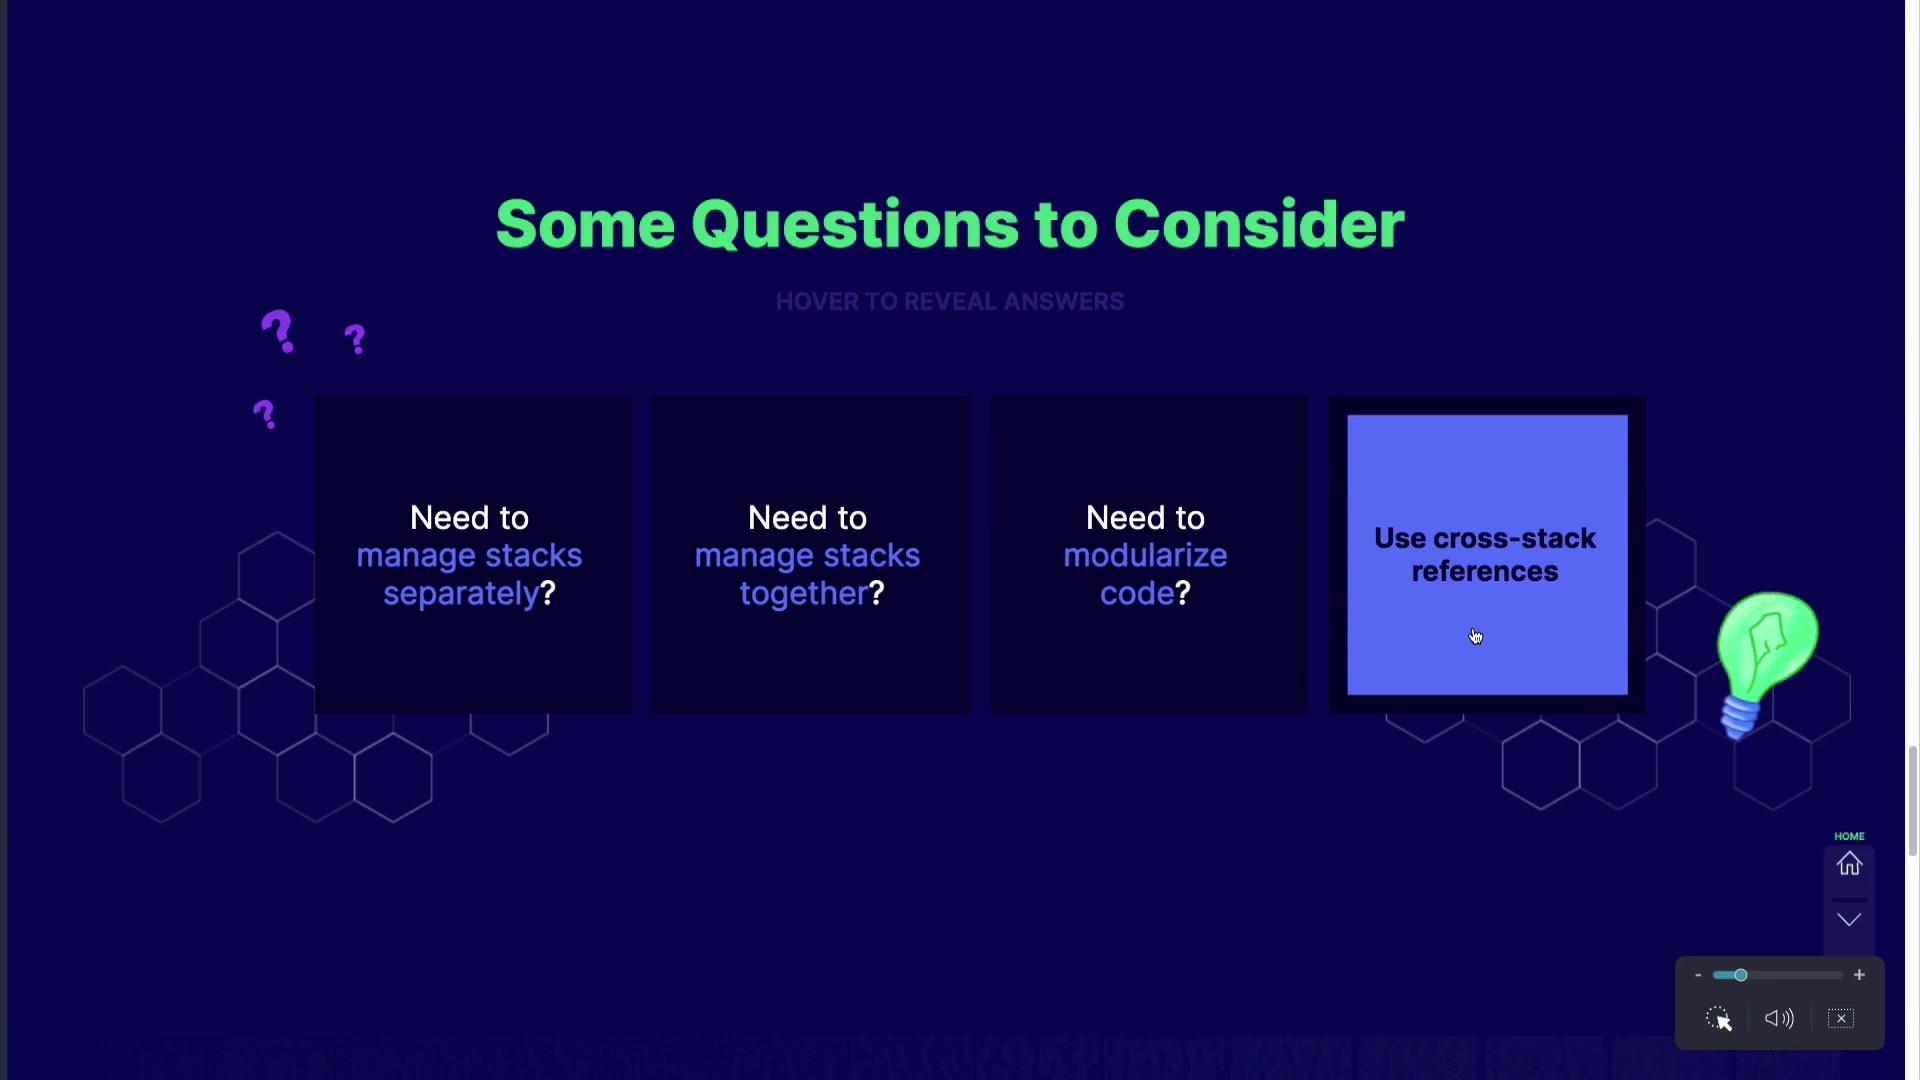 Some Questions to Consider
HOVER TO REVEAL ANSWERS
Need to
manage stacks
separately?
Need to
manage stacks
together?
Need to
modularize
code?
Use cross-stack
references
HOME
- +